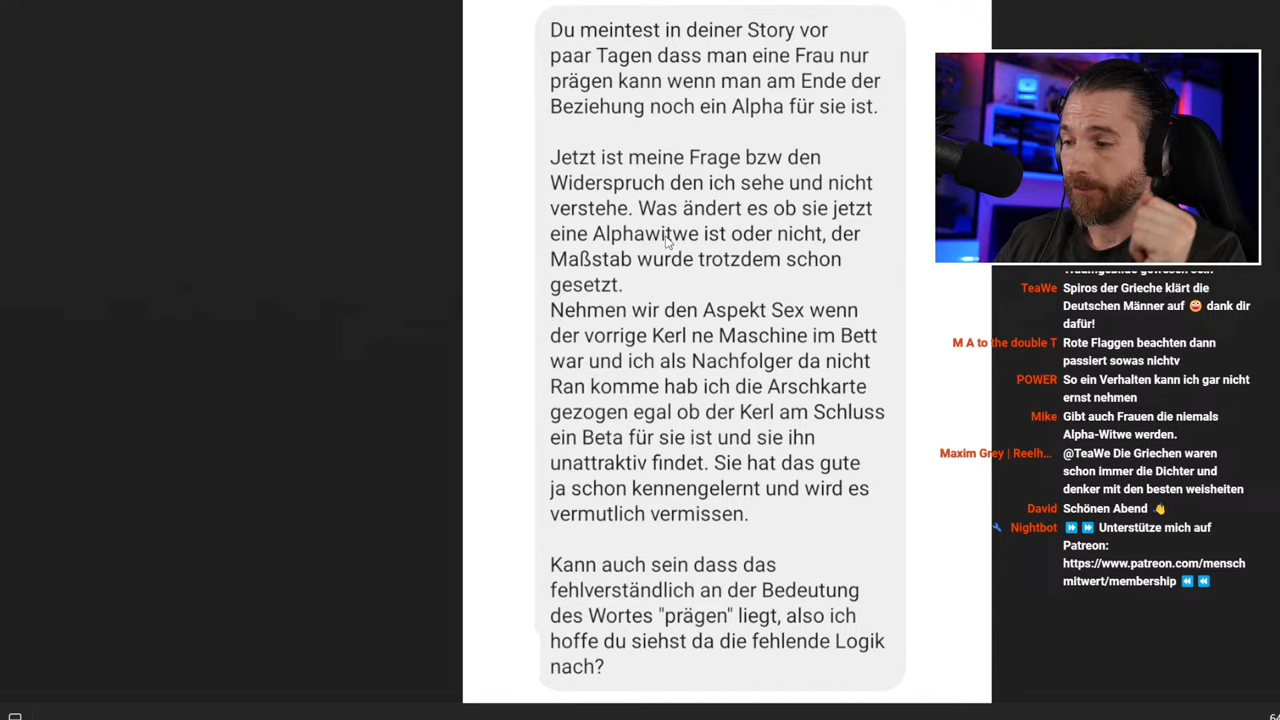 Du meintest in deiner Story vor
paar Tagen dass man eine Frau nur
prägen kann wenn man am Ende der
Beziehung noch ein Alpha für sie ist.
Jetzt ist meine Frage bzw den
Widerspruch den ich sehe und nicht
verstehe. Was ändert es ob sie jetzt
eine Alphawitwe ist oder nicht, der
Maßstab wurde trotzdem schon
gesetzt.
Nehmen wir den Aspekt Sex wenn
der vorrige Kerl ne Maschine im Bett
war und ich als Nachfolger da nicht
Ran komme hab ich die Arschkarte
gezogen egal ob der Kerl am Schluss
ein Beta für sie ist und sie ihn
unattraktiv findet. Sie hat das gute
ja schon kennengelernt und wird es
vermutlich vermissen.
Kann auch sein dass das
fehlverständlich an der Bedeutung
des Wortes "prägen" liegt, also ich
hoffe du siehst da die fehlende Logik
nach?
TeaWe Spiros der Grieche klärt die
Deutschen Männer auf 😀 dank dir
dafür!
M A to the double T Rote Flaggen beachten dann
passiert sowas nichtv
POWER So ein Verhalten kann ich gar nicht
ernst nehmen
Mike Gibt auch Frauen die niemals
Alpha-Witwe werden.
Maxim Grey | Reelh... @TeaWe Die Griechen waren
schon immer die Dichter und
denker mit den besten weisheiten
David Schönen Abend 👋
Nightbot ⏩ ⏩ Unterstütze mich auf
Patreon:
https://www.patreon.com/mensch
mitwert/membership ⏪ ⏪